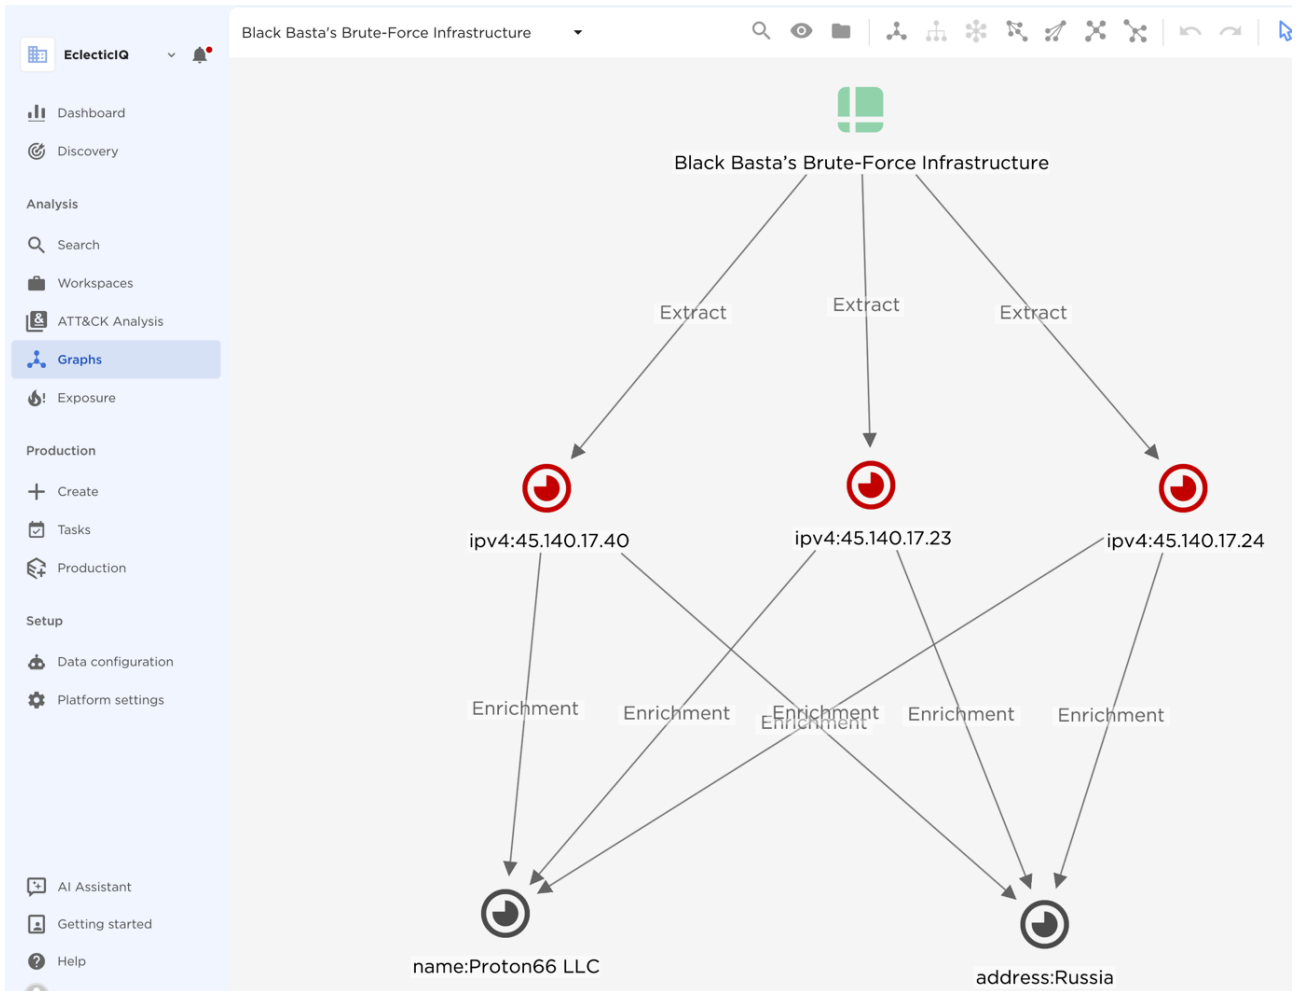 EclecticIQ
Black Basta's Brute-Force Infrastructure
Dashboard
Discovery
Analysis
Search
Workspaces
ATT&CK Analysis
Graphs
Exposure
Production
Create
Tasks
Production
Setup
Data configuration
Platform settings
AI Assistant
Getting started
Help
Black Basta's Brute-Force Infrastructure
Extract
Extract
Extract
ipv4:45.140.17.40
ipv4:45.140.17.23
ipv4:45.140.17.24
Enrichment
Enrichment
Enrichment
Enrichment
Enrichment
Enrichment
name:Proton66 LLC
address:Russia